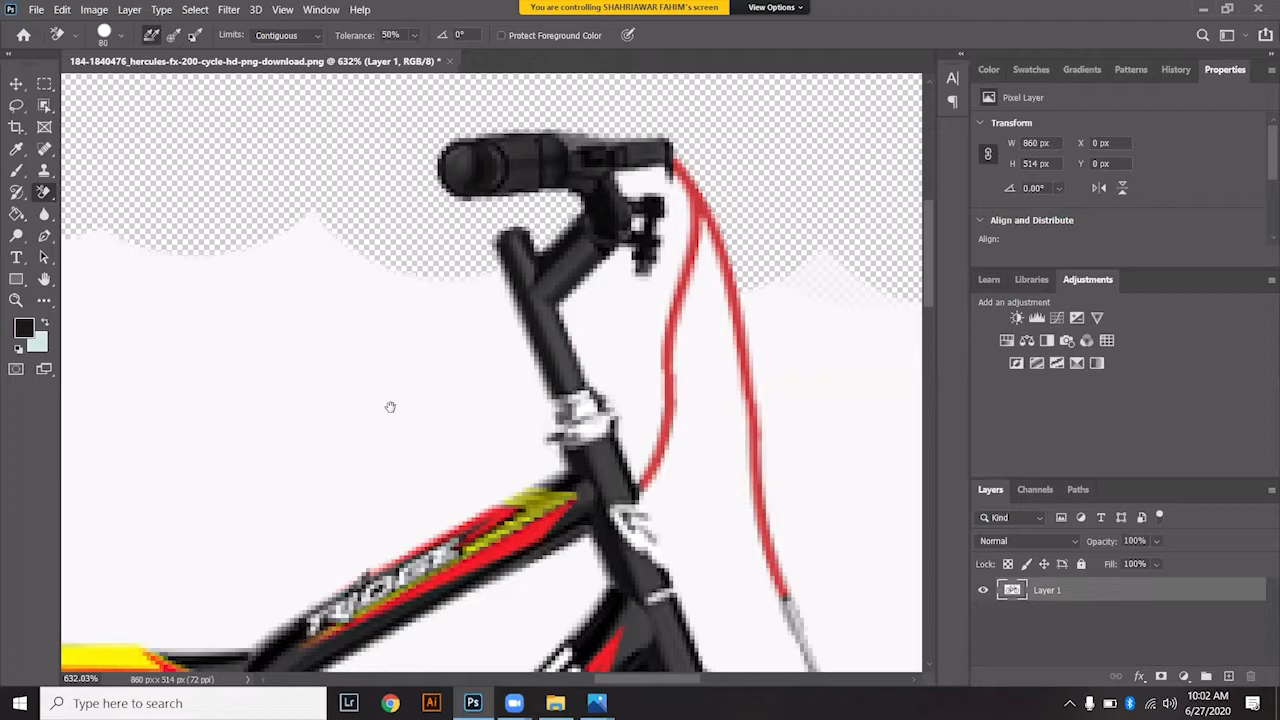 You are controlling SHAHRIAWAR FAHIM's screen
View Options
File Edit Image Layer Type Select Filter 3D View Window Help
80
Limits: Contiguous
Tolerance: 50%
0°
Protect Foreground Color
184-1840476_hercules-fx-200-cycle-hd-png-download.png @ 632% (Layer 1, RGB/8) *
Color Swatches Gradients Patterns History Properties
Pixel Layer
Transform
W 860 px X 0 px
H 514 px Y 0 px
0.00°
Align and Distribute
Align:
Learn Libraries Adjustments
Add an adjustment
Layers Channels Paths
Kind
Normal Opacity: 100%
Lock: Fill: 100%
Layer 1
632.03% 860 px x 514 px (72 ppi)
Type here to search
10:02 AM
6/27/2020